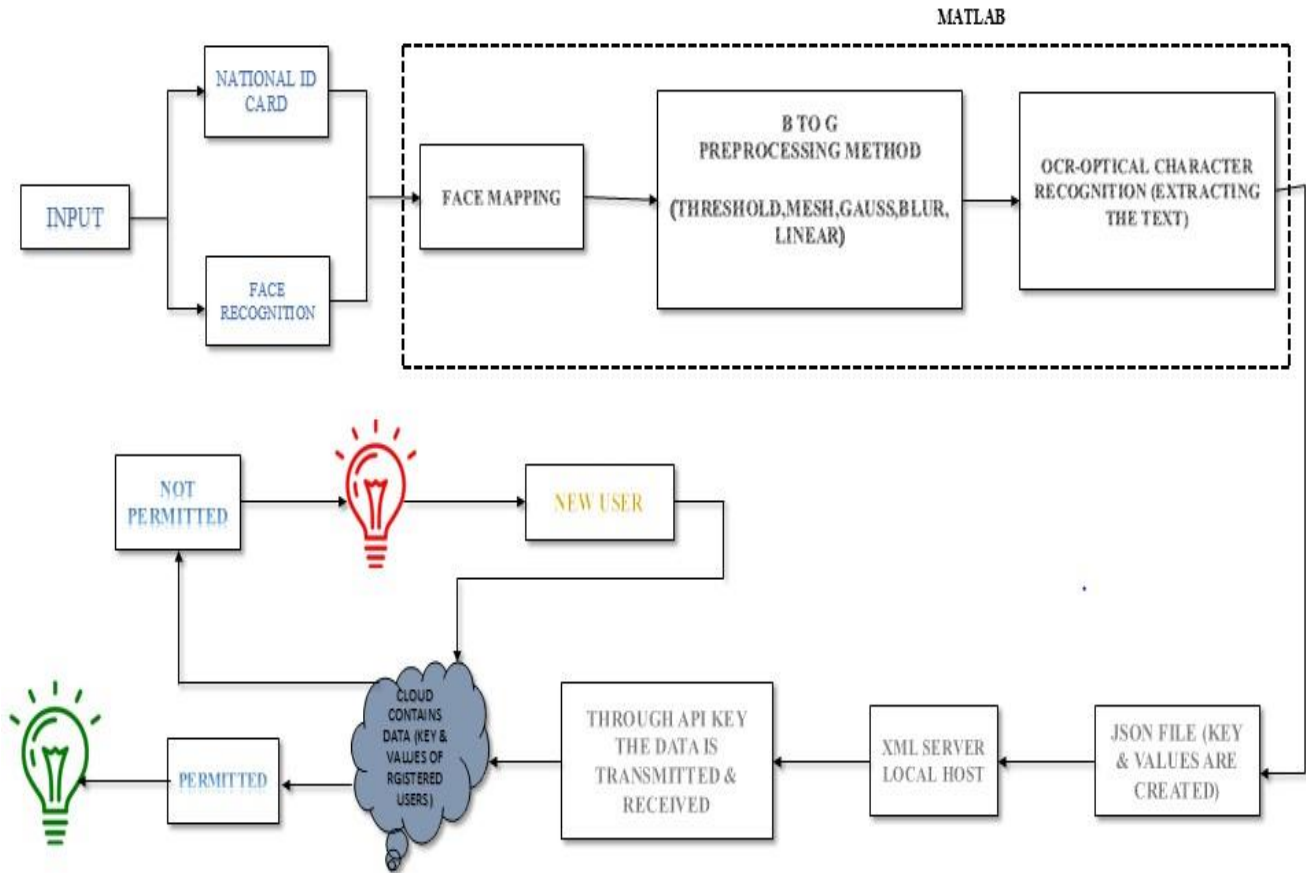 MATLAB
NATIONAL ID
CARD
INPUT
FACE
RECOGNITION
FACE MAPPING
B TO G
PREPROCESSING METHOD
(THRESHOLD,MESH,GAUSS,BLUR,
LINEAR)
OCR-OPTICAL CHARACTER
RECOGNITION (EXTRACTING
THE TEXT)
NOT
PERMITTED
NEW USER
CLOUD
CONTAINS
DATA (KEY &
VALUES OF
RGISTERED
USERS)
PERMITTED
THROUGH API KEY
THE DATA IS
TRANSMITTED &
RECEIVED
XML SERVER
LOCAL HOST
JSON FILE (KEY
& VALUES ARE
CREATED)